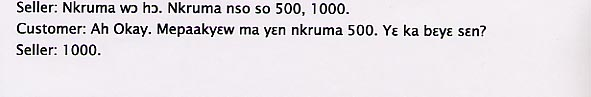 Seller: Nkruma wɔ hɔ. Nkruma nso so 500, 1000.
Customer: Ah Okay. Mepaakyɛw ma yɛn nkruma 500. Yɛ ka bɛyɛ sɛn?
Seller: 1000.